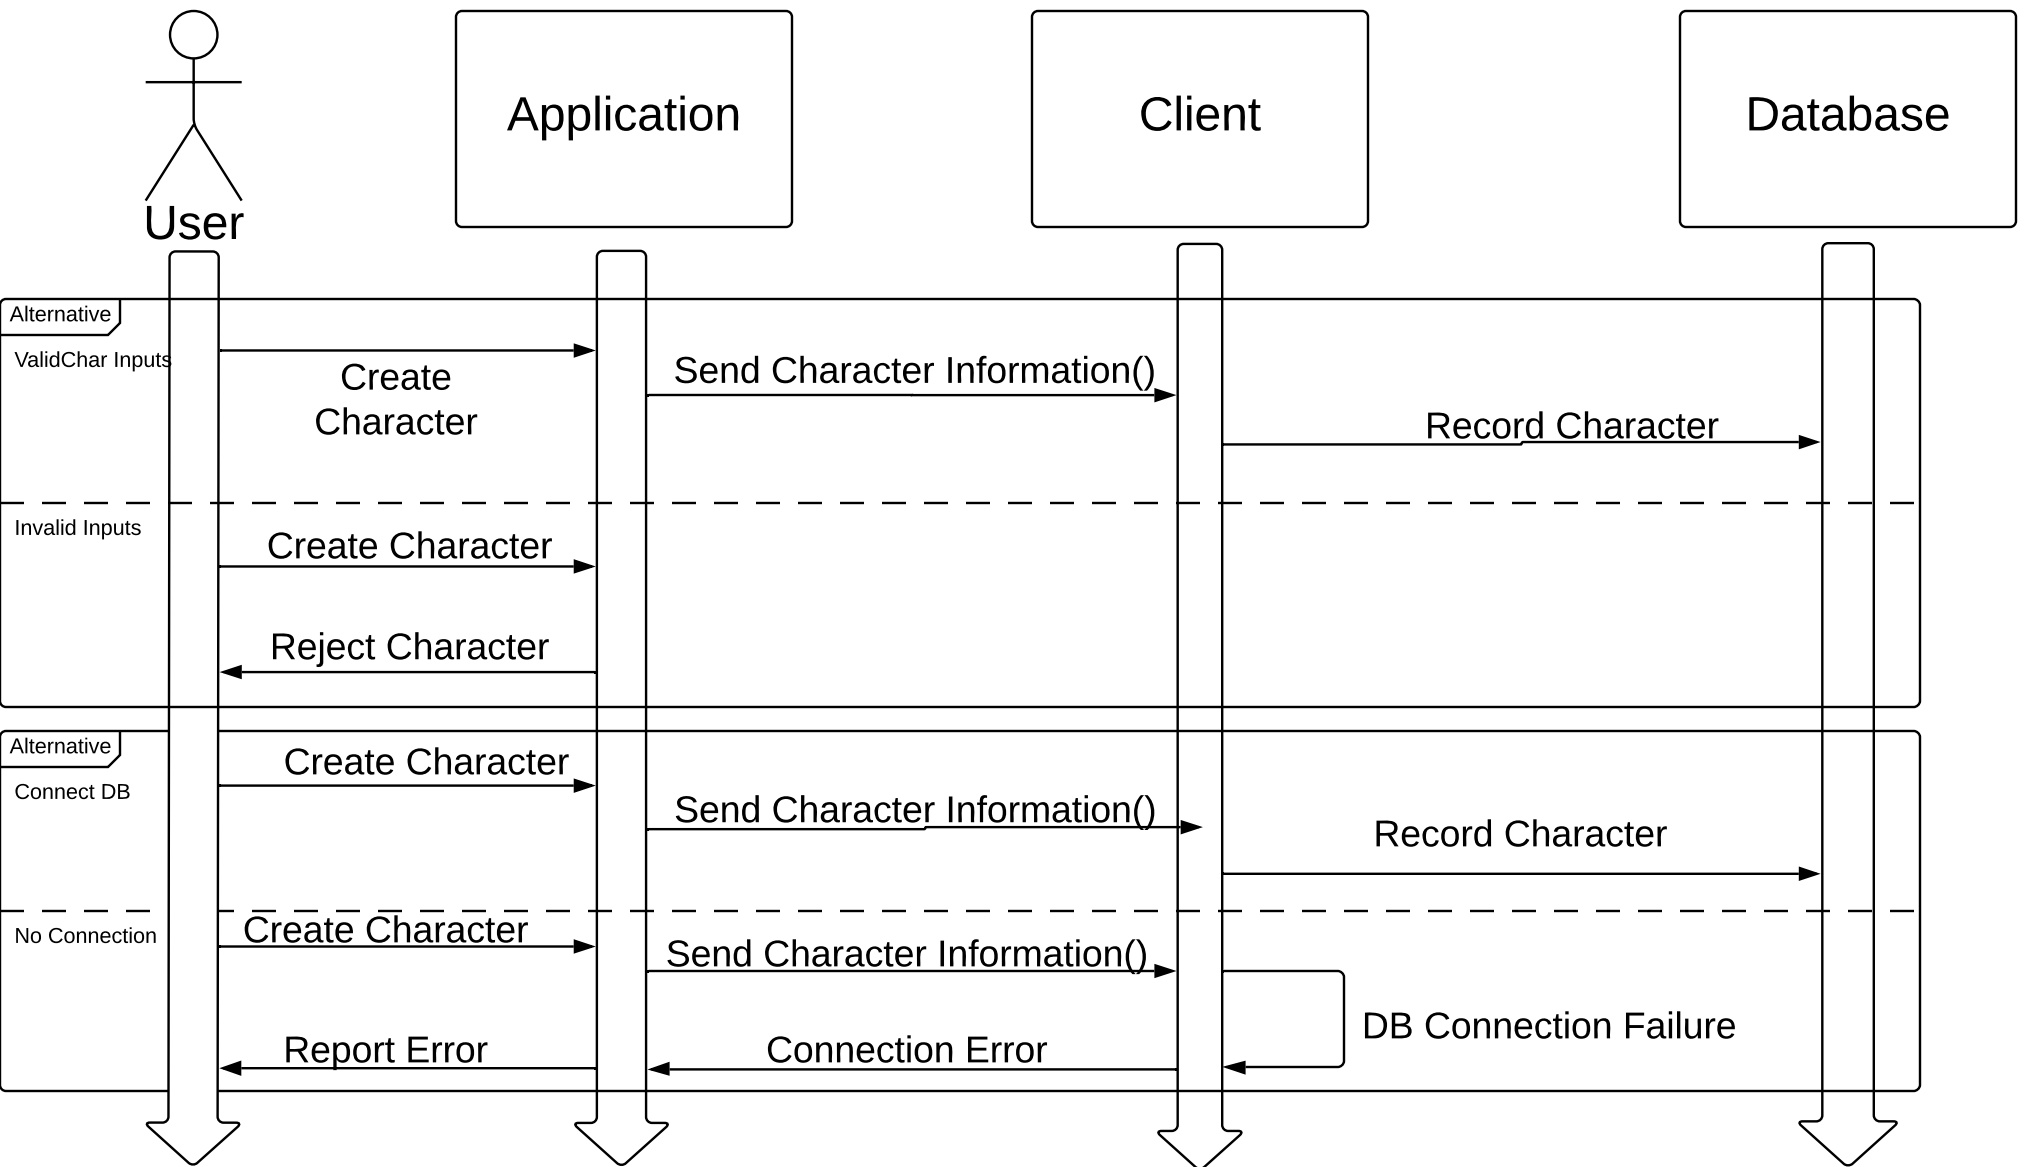 User
Application
Client
Database
Alternative
ValidChar Inputs
Create
Character
Send Character Information()
Record Character
Invalid Inputs
Create Character
Reject Character
Alternative
Connect DB
Create Character
Send Character Information()
Record Character
No Connection
Create Character
Send Character Information()
DB Connection Failure
Connection Error
Report Error